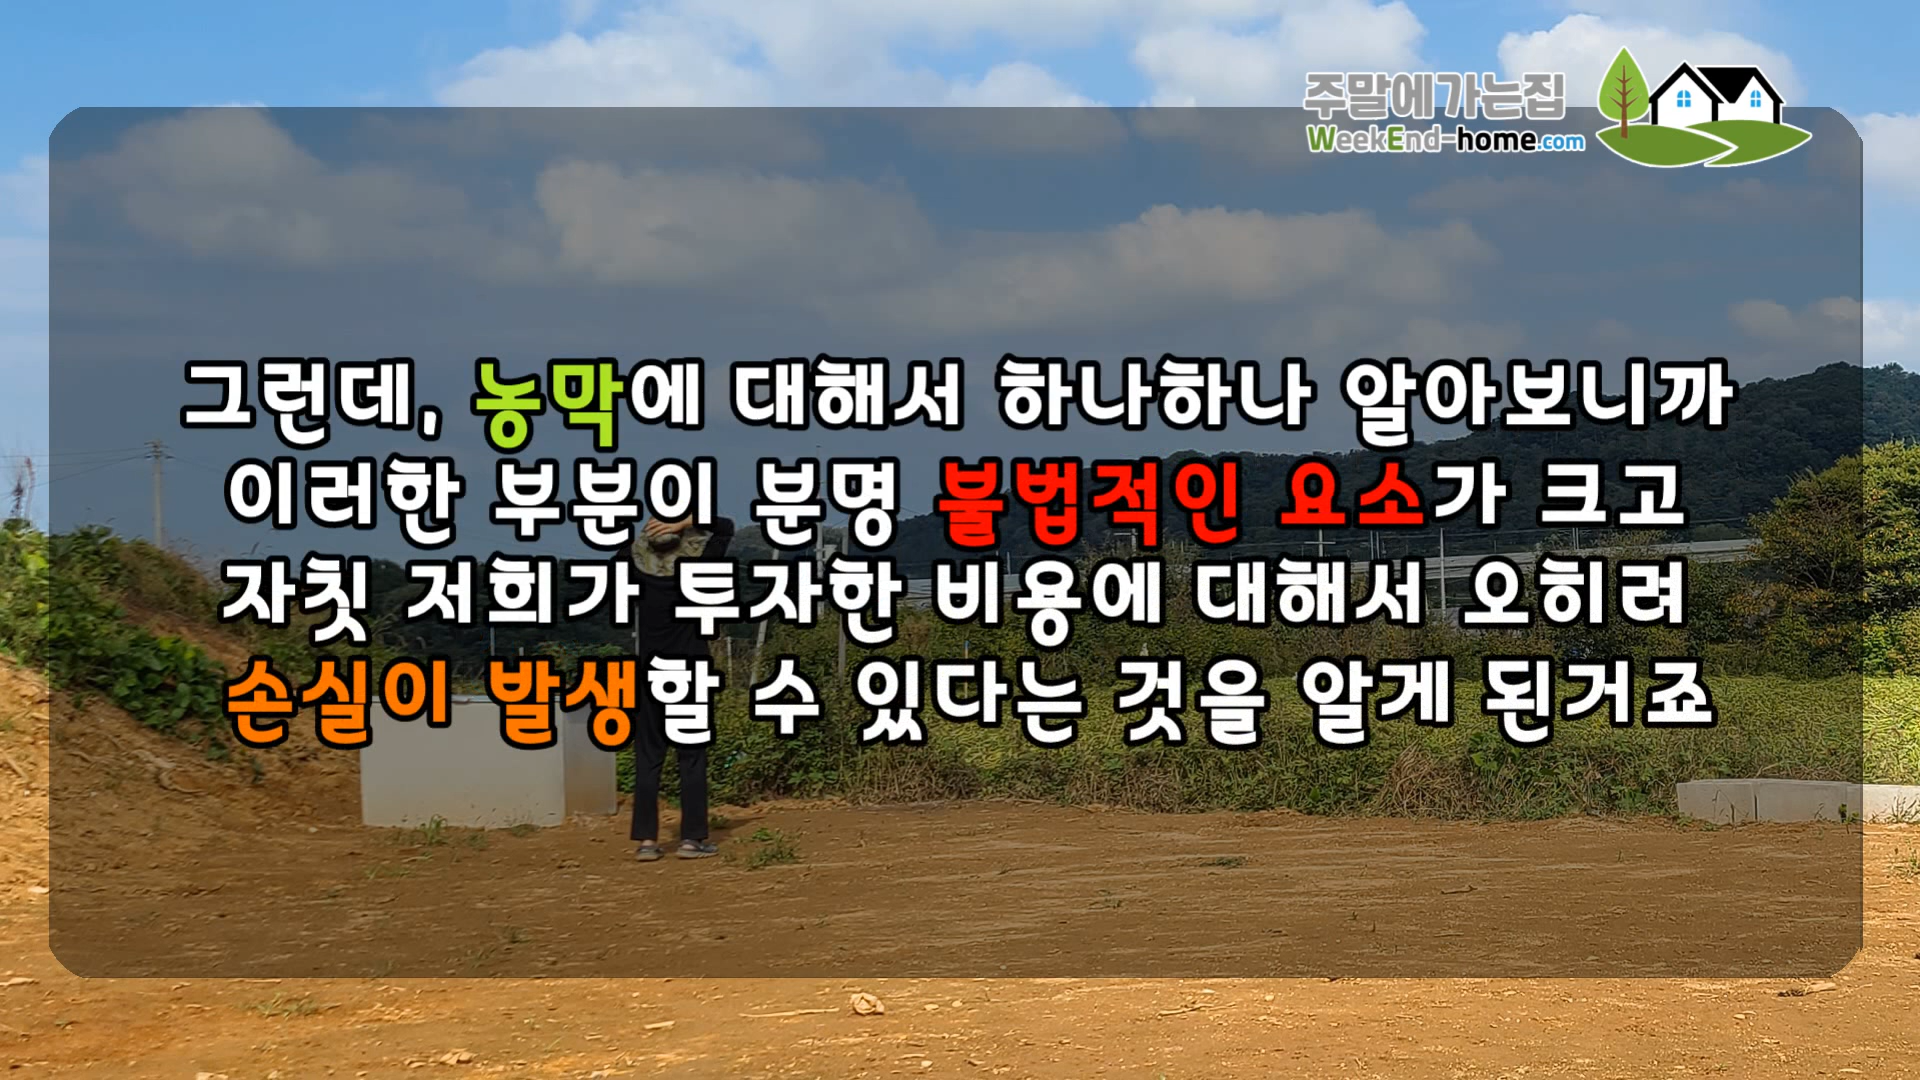 주말에가는집
WeekEnd-home.com
그런데, 농막에 대해서 하나하나 알아보니까
이러한 부분이 분명 불법적인 요소가 크고
자칫 저희가 투자한 비용에 대해서 오히려
손실이 발생할 수 있다는 것을 알게 된거죠